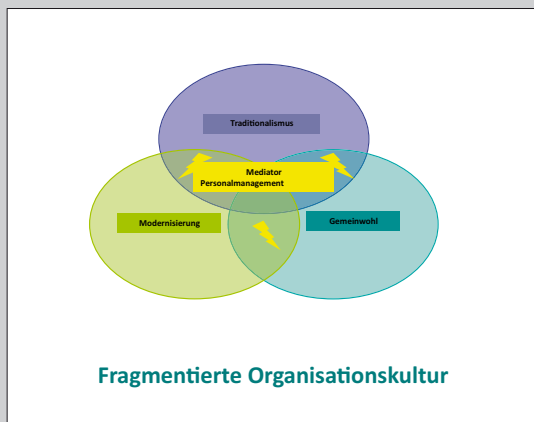 Traditionalismus
Mediator
Personalmanagement
Modernisierung
Gemeinwohl
Fragmentierte Organisationskultur